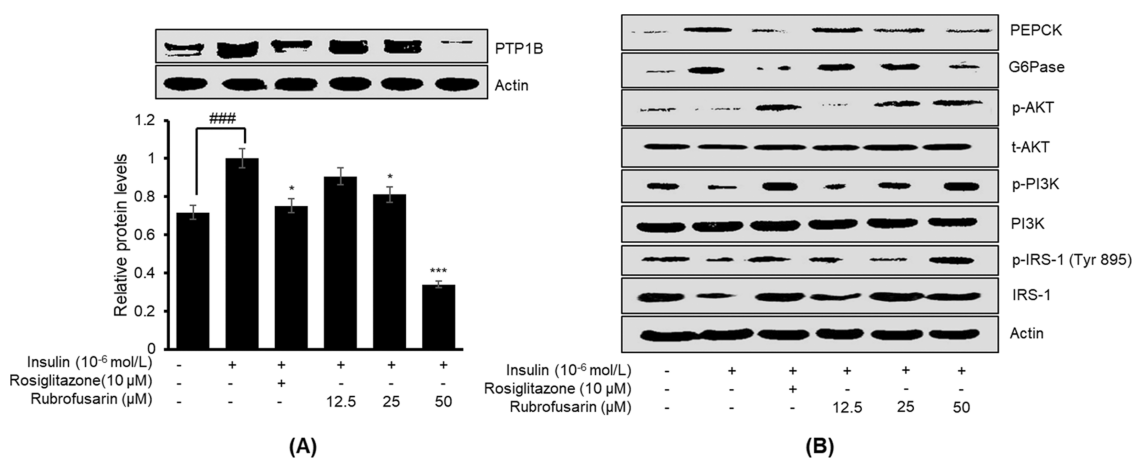 PTP1B
Actin
1.2
1
0.8
0.6
0.4
0.2
0
Relative protein levels
###
*
*
***
Insulin (10⁻⁶ mol/L) - + + + + +
Rosiglitazone(10 µM) - - + - - -
Rubrofusarin (µM) - - - 12.5 25 50
(A)
PEPCK
G6Pase
p-AKT
t-AKT
p-PI3K
PI3K
p-IRS-1 (Tyr 895)
IRS-1
Actin
Insulin (10⁻⁶ mol/L) - + + + + +
Rosiglitazone (10 µM) - - + - - -
Rubrofusarin (µM) - - - 12.5 25 50
(B)